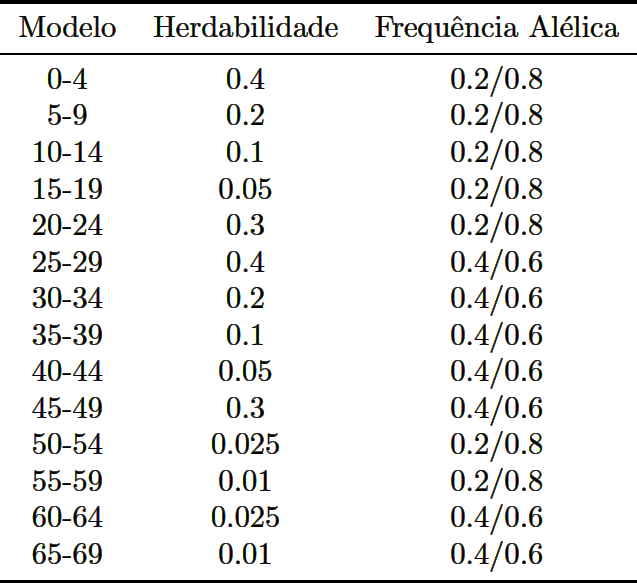 Modelo Herdabilidade Frequência Alélica
0-4 0.4 0.2/0.8
5-9 0.2 0.2/0.8
10-14 0.1 0.2/0.8
15-19 0.05 0.2/0.8
20-24 0.3 0.2/0.8
25-29 0.4 0.4/0.6
30-34 0.2 0.4/0.6
35-39 0.1 0.4/0.6
40-44 0.05 0.4/0.6
45-49 0.3 0.4/0.6
50-54 0.025 0.2/0.8
55-59 0.01 0.2/0.8
60-64 0.025 0.4/0.6
65-69 0.01 0.4/0.6